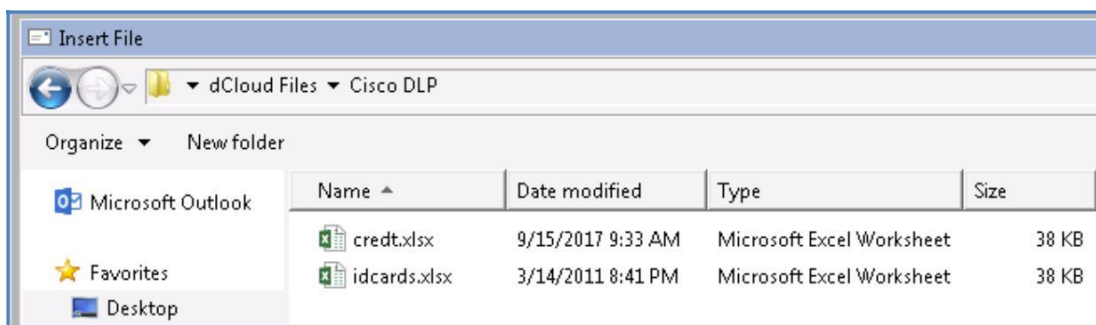 Insert File
dCloud Files Cisco DLP
Organize New folder
Microsoft Outlook
Name Date modified Type Size
credt.xlsx 9/15/2017 9:33 AM Microsoft Excel Worksheet 38 KB
Favorites
idcards.xlsx 3/14/2011 8:41 PM Microsoft Excel Worksheet 38 KB
Desktop